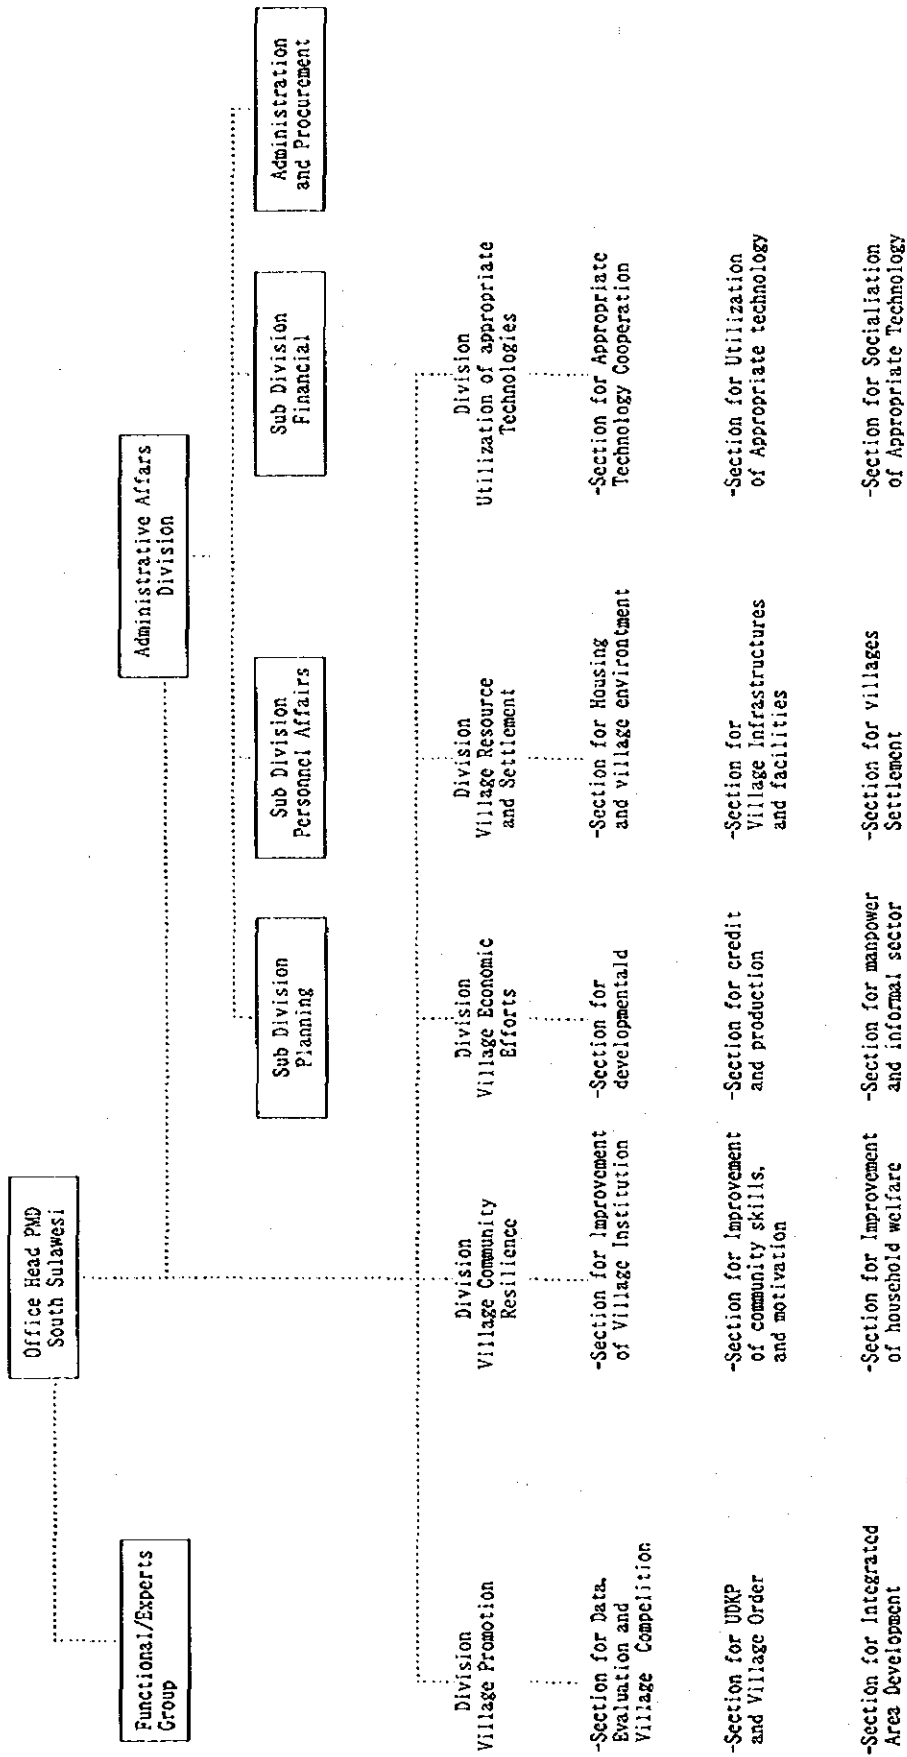 Office Head PMD
South Sulawesi
Functional/Experts
Group
Administrative Affars
Division
Sub Division
Planning
Sub Division
Personnel Affairs
Sub Division
Financial
Administration
and Procurement
Division
Village Promotion
-Section for Data,
Evaluation and
Village Compelition
-Section for UDKP
and Village Order
-Section for Integrated
Area Development
Division
Village Community
Resilience
-Section for Improvement
of Village Institution
-Section for Improvement
of community skills,
and motivation
-Section for Improvement
of household welfare
Division
Village Economic
Efforts
-Section for
developmentald
-Section for credit
and production
-Section for manpower
and informal sector
Division
Village Resource
and Settlement
-Section for Housing
and village environtment
-Section for
Village Infrastructures
and facilities
-Section for villages
Settlement
Division
Utilization of appropriate
Technologies
-Section for Appropriate
Technology Cooperation
-Section for Utilization
of Appropriate technology
-Section for Socialiation
of Appropriate Technology